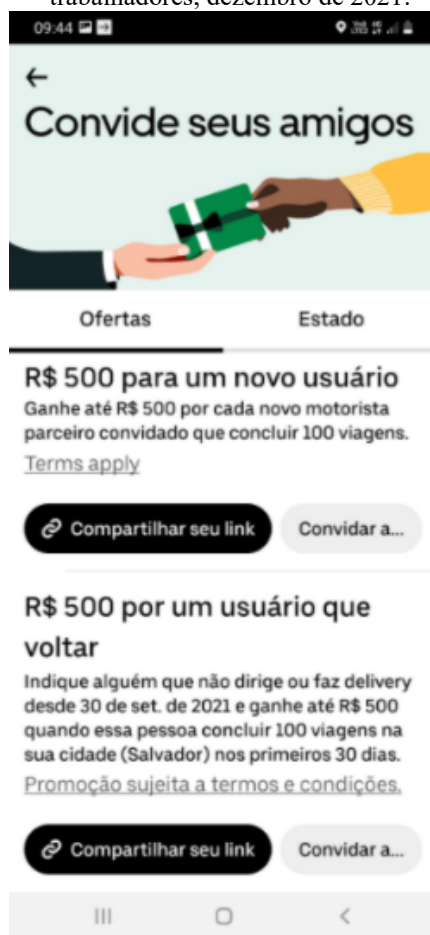 trabalhadores, dezembro de 2021.
09:44
Convide seus amigos
Ofertas
Estado
R$ 500 para um novo usuário
Ganhe até R$ 500 por cada novo motorista
parceiro convidado que concluir 100 viagens.
Terms apply
Compartilhar seu link
Convidar a...
R$ 500 por um usuário que
voltar
Indique alguém que não dirige ou faz delivery
desde 30 de set. de 2021 e ganhe até R$ 500
quando essa pessoa concluir 100 viagens na
sua cidade (Salvador) nos primeiros 30 dias.
Promoção sujeita a termos e condições.
Compartilhar seu link
Convidar a...